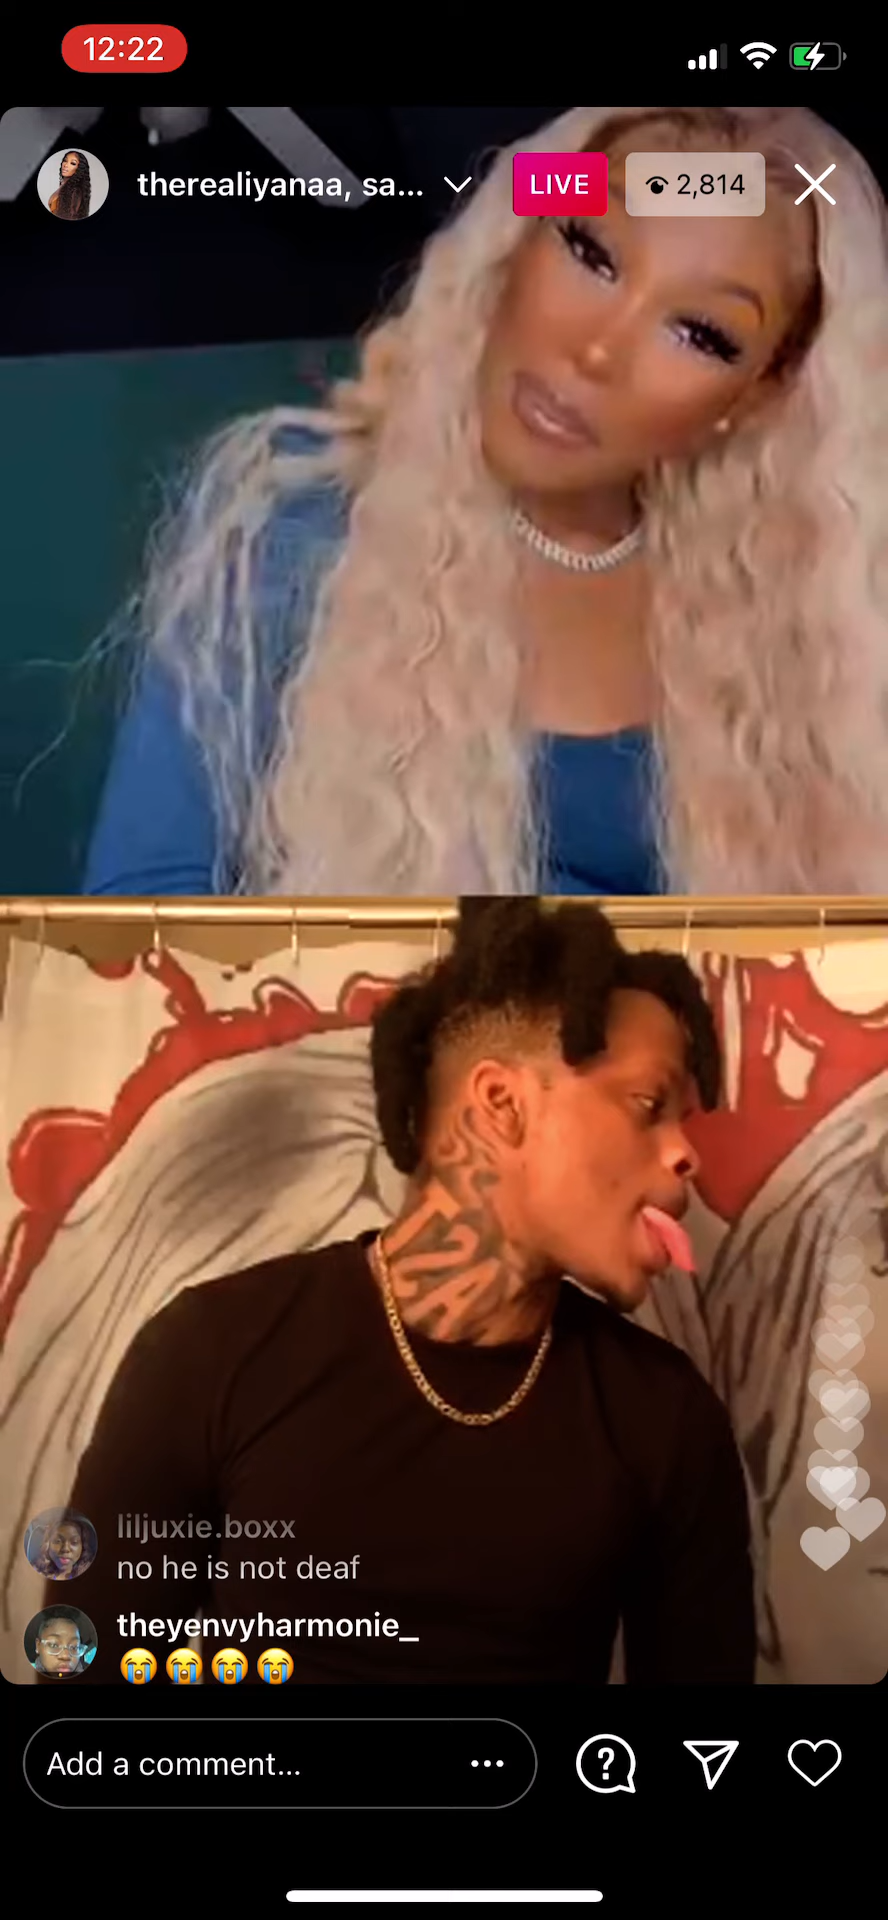 12:22
therealiyanaa, sa...
LIVE
2,814
liljuxie.boxx
no he is not deaf
theyenvyharmonie_
😭😭😭😭
Add a comment...